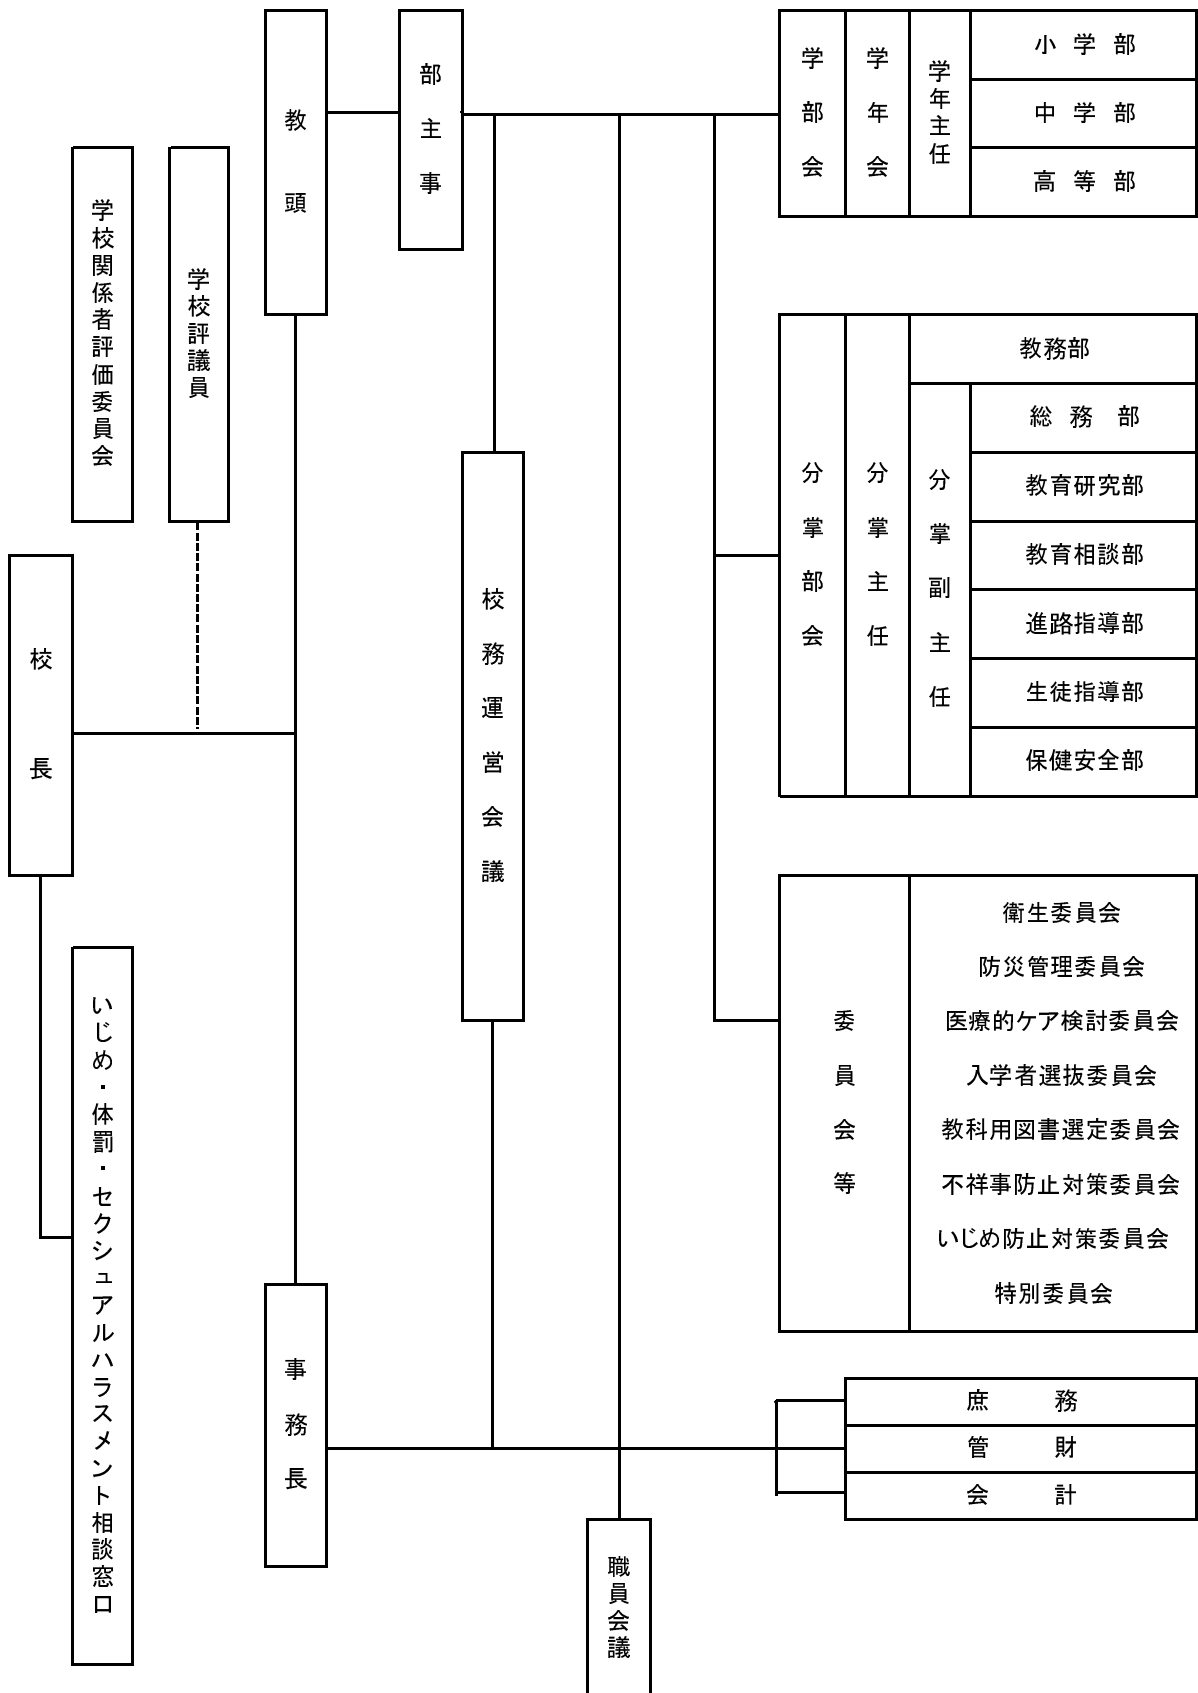 校長
学校関係者評価委員会
学校評議員
いじめ・体罰・セクシュアルハラスメント相談窓口
教頭
事務長
部主事
校務運営会議
職員会議
学部会
学年会
学年主任
小学部
中学部
高等部
分掌部会
分掌主任
教務部
分掌副主任
総務部
教育研究部
教育相談部
進路指導部
生徒指導部
保健安全部
委員会等
衛生委員会
防災管理委員会
医療的ケア検討委員会
入学者選抜委員会
教科用図書選定委員会
不祥事防止対策委員会
いじめ防止対策委員会
特別委員会
庶務
管財
会計